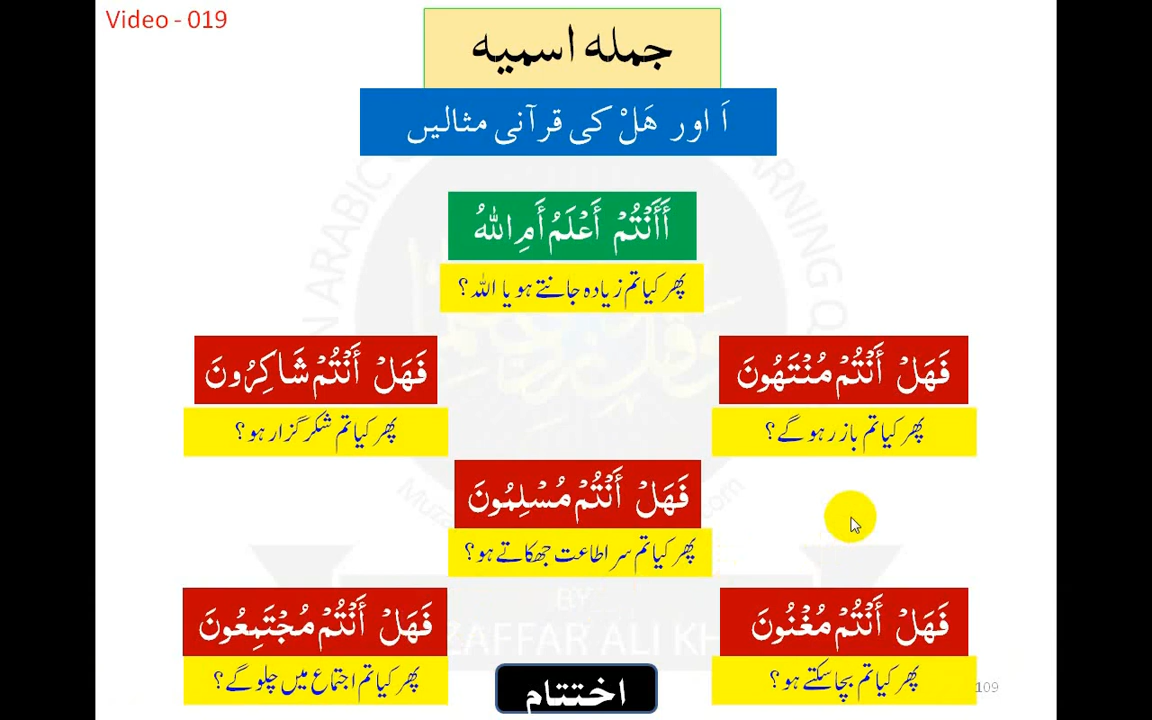 Video - 019
جملہ اسمیہ
اَ اور هَلْ کی قرآنی مثالیں
أَأَنْتُمْ أَعْلَمُ أَمِ اللهُ
پھر کیا تم زیادہ جانتے ہو یا اللہ؟
فَهَلْ أَنْتُمْ مُنْتَهُونَ
پھر کیا تم باز رہو گے؟
فَهَلْ أَنْتُمْ شَاكِرُونَ
پھر کیا تم شکر گزار ہو؟
فَهَلْ أَنْتُمْ مُسْلِمُونَ
پھر کیا تم سر اطاعت جھکاتے ہو؟
فَهَلْ أَنْتُمْ مُغْنُونَ
پھر کیا تم بچا سکتے ہو؟
فَهَلْ أَنْتُمْ مُجْتَمِعُونَ
پھر کیا تم اجتماع میں چلو گے؟
اختتام
109
BY